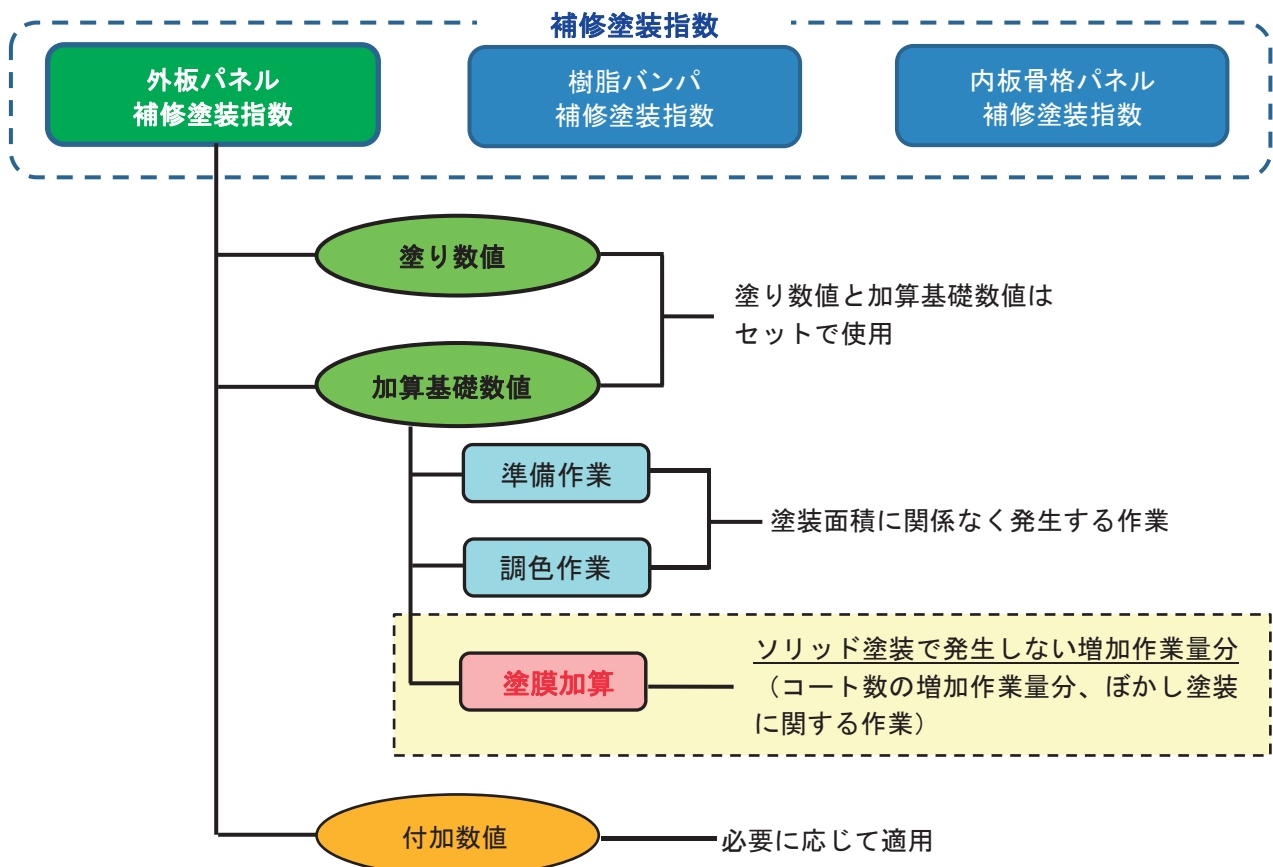 補修塗装指数
外板パネル
補修塗装指数
樹脂バンパ
補修塗装指数
内板骨格パネル
補修塗装指数
塗り数値
塗り数値と加算基礎数値は
セットで使用
加算基礎数値
準備作業
塗装面積に関係なく発生する作業
調色作業
塗膜加算
ソリッド塗装で発生しない増加作業量分
（コート数の増加作業量分、ぼかし塗装
に関する作業）
付加数値
必要に応じて適用